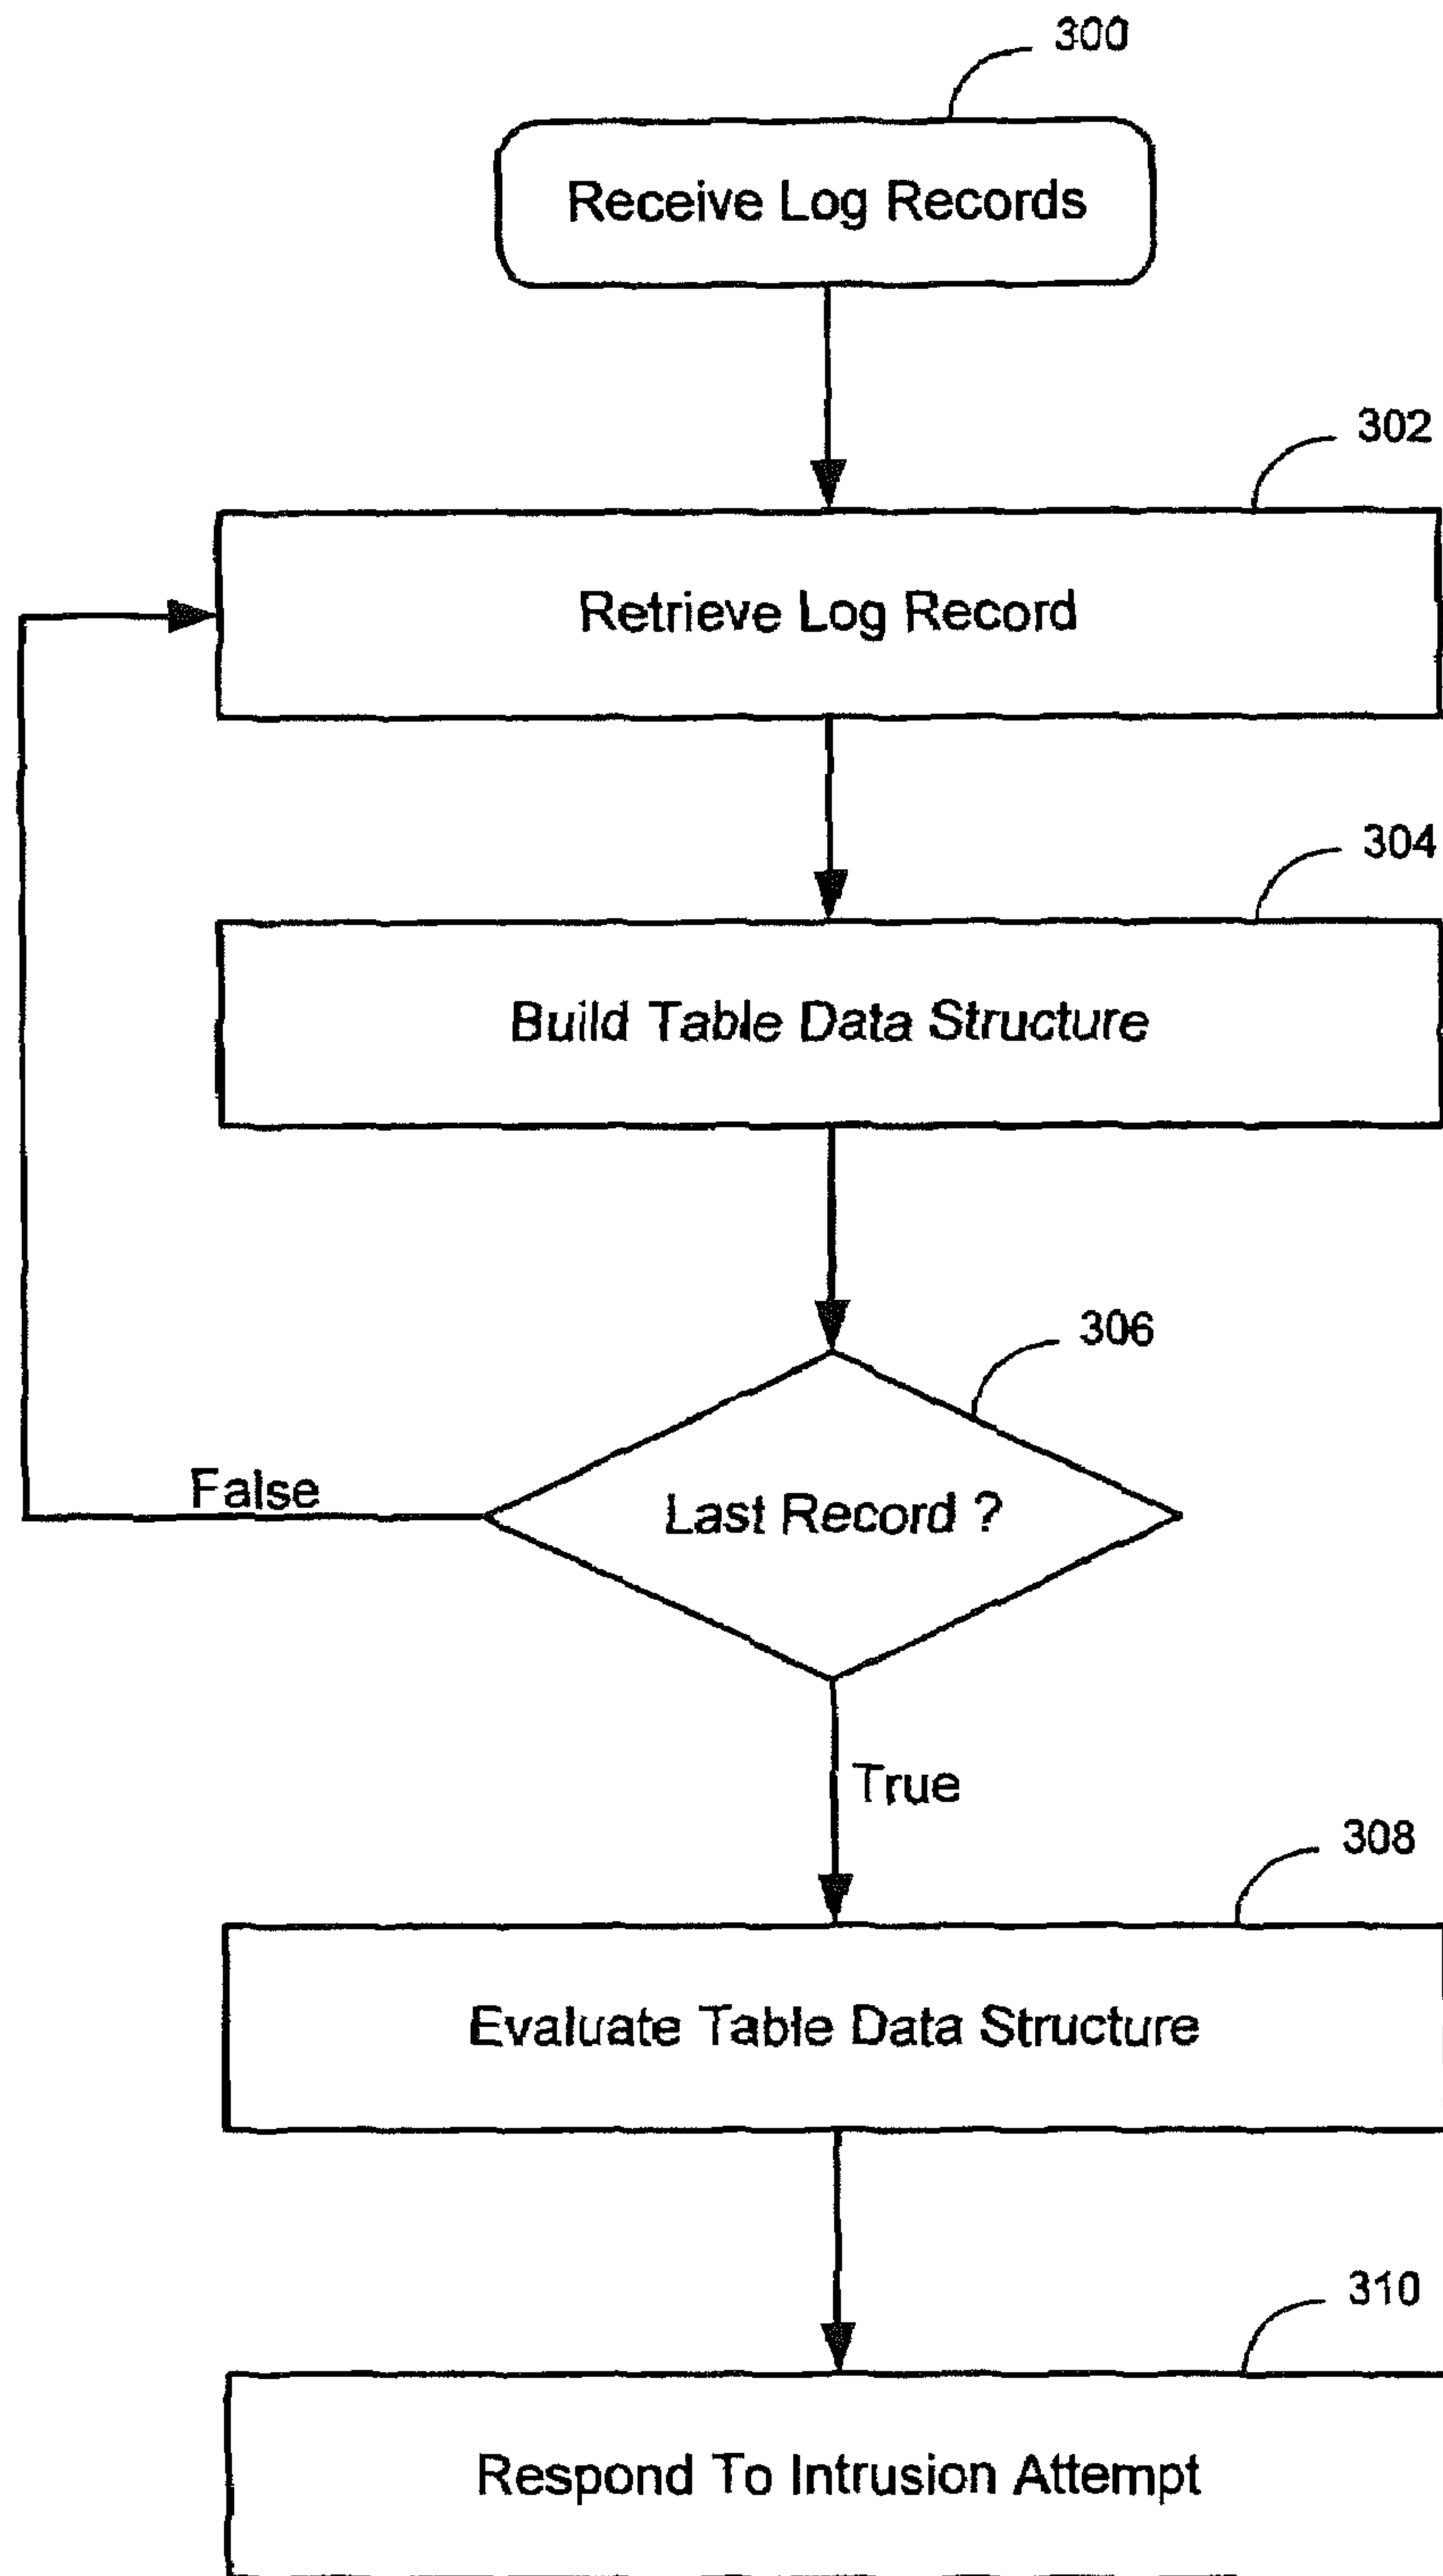 300
Receive Log Records
302
Retrieve Log Record
304
Build Table Data Structure
306
Last Record ?
False
True
308
Evaluate Table Data Structure
310
Respond To Intrusion Attempt